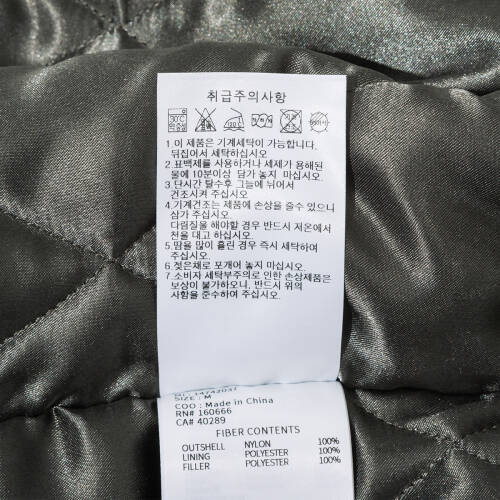 취급주의사항
30℃
약중성
1.이 제품은 기계세탁이 가능합니다.
뒤집어서 세탁하십시오
2.표백제를 사용하거나 세제가 용해된
물에 10분이상 담가 놓지 마십시오.
3.단시간 탈수후 그늘에 뉘어서
건조시켜 주십시오
4.기계건조는 제품에 손상을 줄수 있으니
삼가 주십시오.
다림질을 해야할 경우 반드시 저온에서
천을 대고 하십시오.
5.땀을 많이 흘린 경우 즉시 세탁하여
주십시오.
6.젖은채로 포개어 놓지 마십시오.
7.소비자 세탁부주의로 인한 손상제품은
보상이 불가하오니, 반드시 위의
사항을 준수하여 주십시오.
SIZE: M
COO: Made in China
RN# 160666
CA# 40289
FIBER CONTENTS
OUTSHELL NYLON 100%
LINING POLYESTER 100%
FILLER POLYESTER 100%